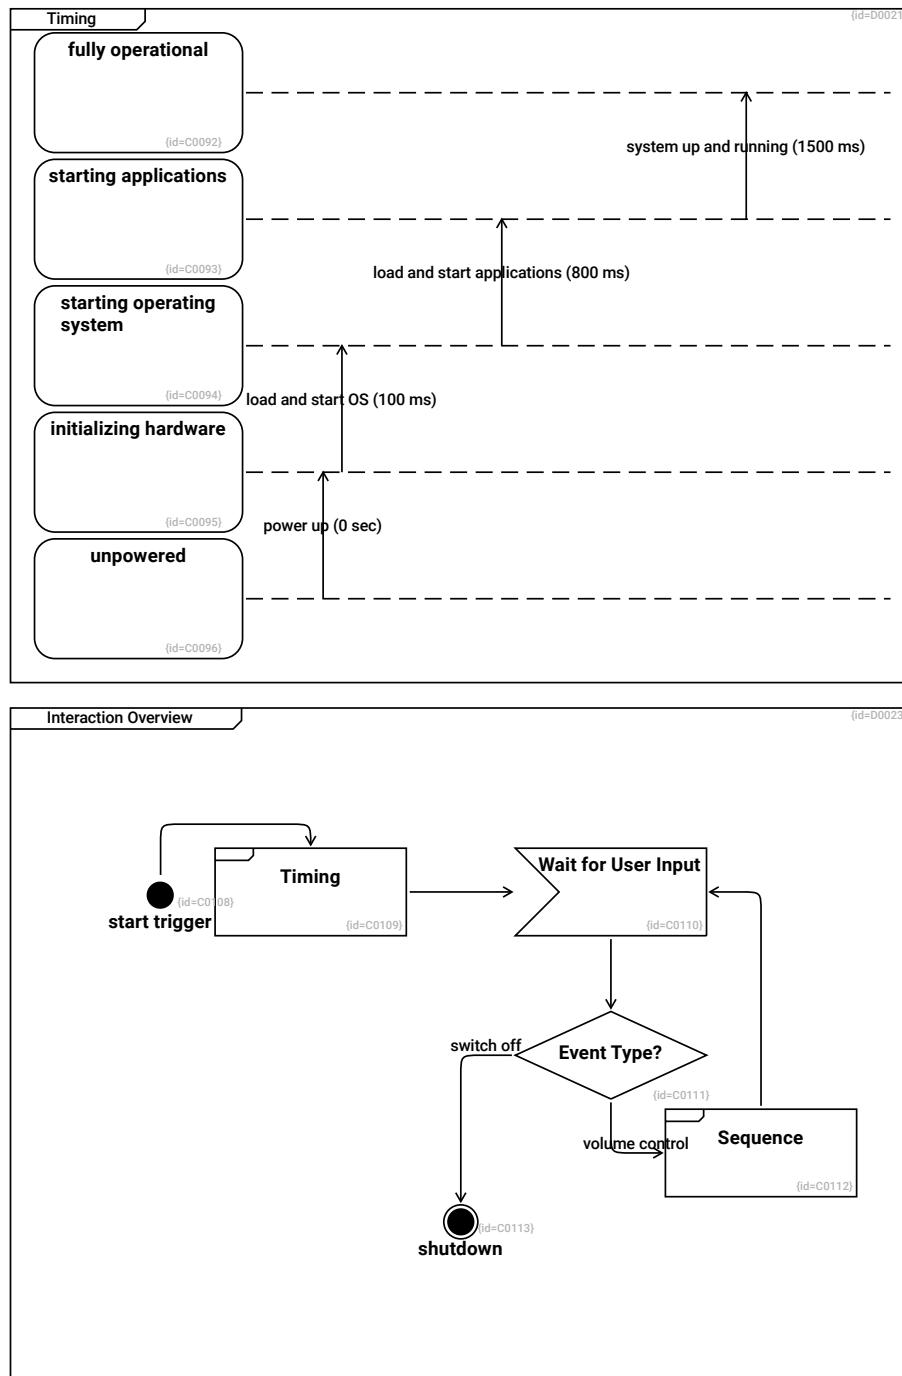 Timing
{id=D0021
fully operational
{id=C0092}
system up and running (1500 ms)
starting applications
{id=C0093}
load and start applications (800 ms)
starting operating
system
{id=C0094}
load and start OS (100 ms)
initializing hardware
{id=C0095}
power up (0 sec)
unpowered
{id=C0096}
Interaction Overview
{id=D0023
start trigger
{id=C0108}
Timing
{id=C0109}
Wait for User Input
{id=C0110}
Event Type?
{id=C0111}
switch off
volume control
Sequence
{id=C0112}
{id=C0113}
shutdown